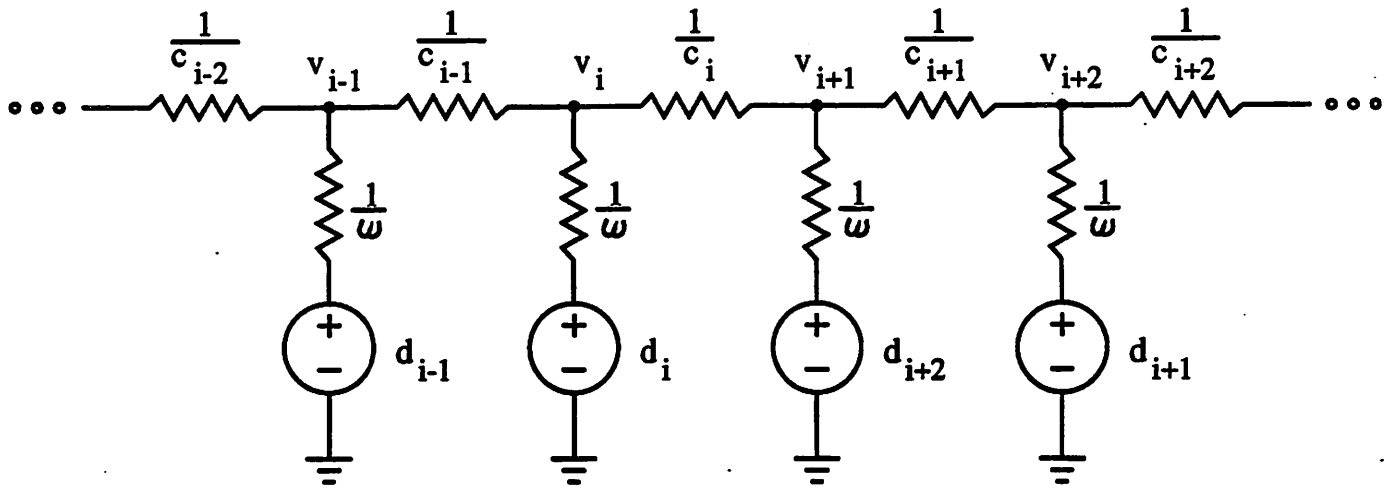 1/c_{i-2} 1/c_{i-1} 1/c_i 1/c_{i+1} 1/c_{i+2}
v_{i-1} v_i v_{i+1} v_{i+2}
1/ω 1/ω 1/ω 1/ω
+ + + +
− − − −
d_{i-1} d_i d_{i+2} d_{i+1}